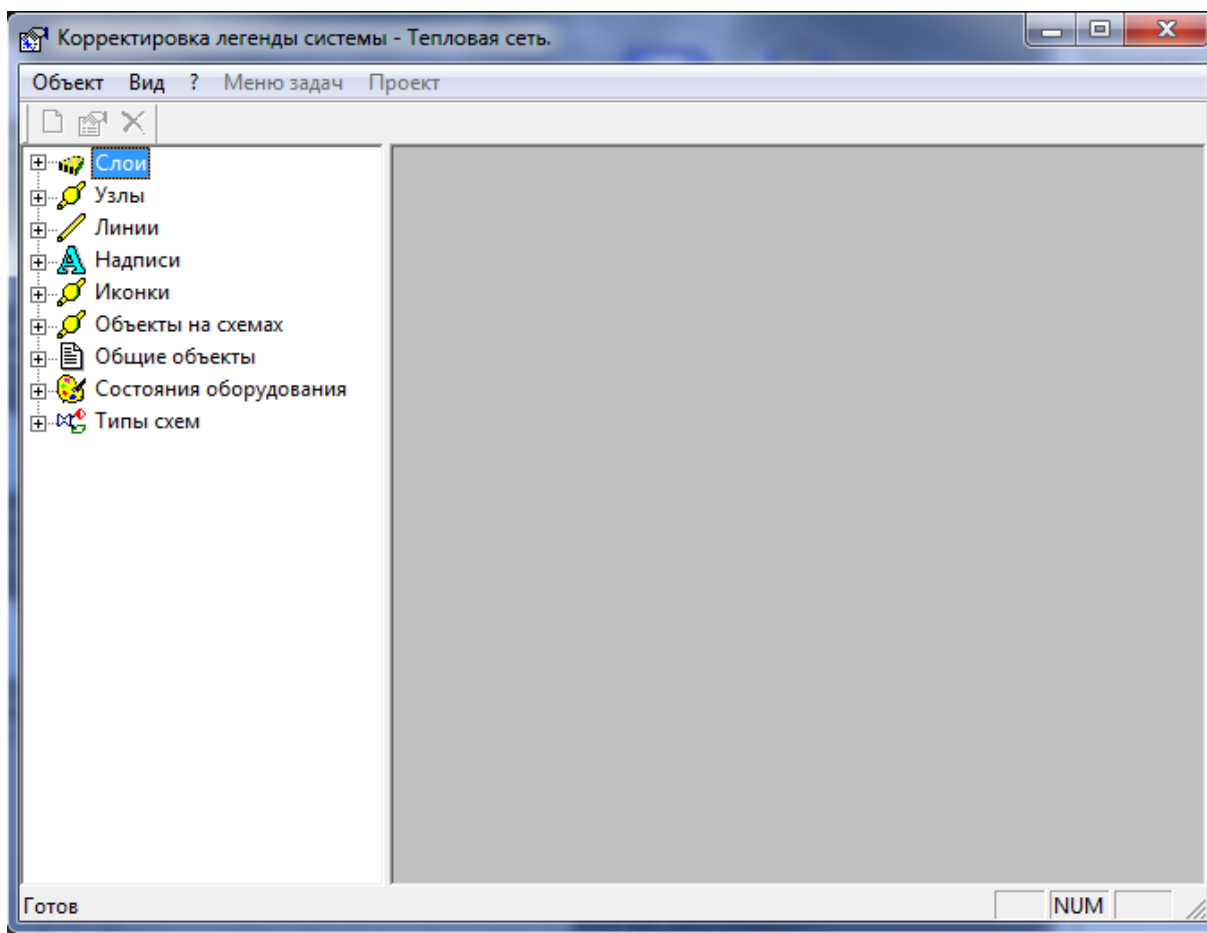 Корректировка легенды системы - Тепловая сеть.
Объект Вид ? Меню задач Проект
Слои
Узлы
Линии
Надписи
Иконки
Объекты на схемах
Общие объекты
Состояния оборудования
Типы схем
Готов NUM